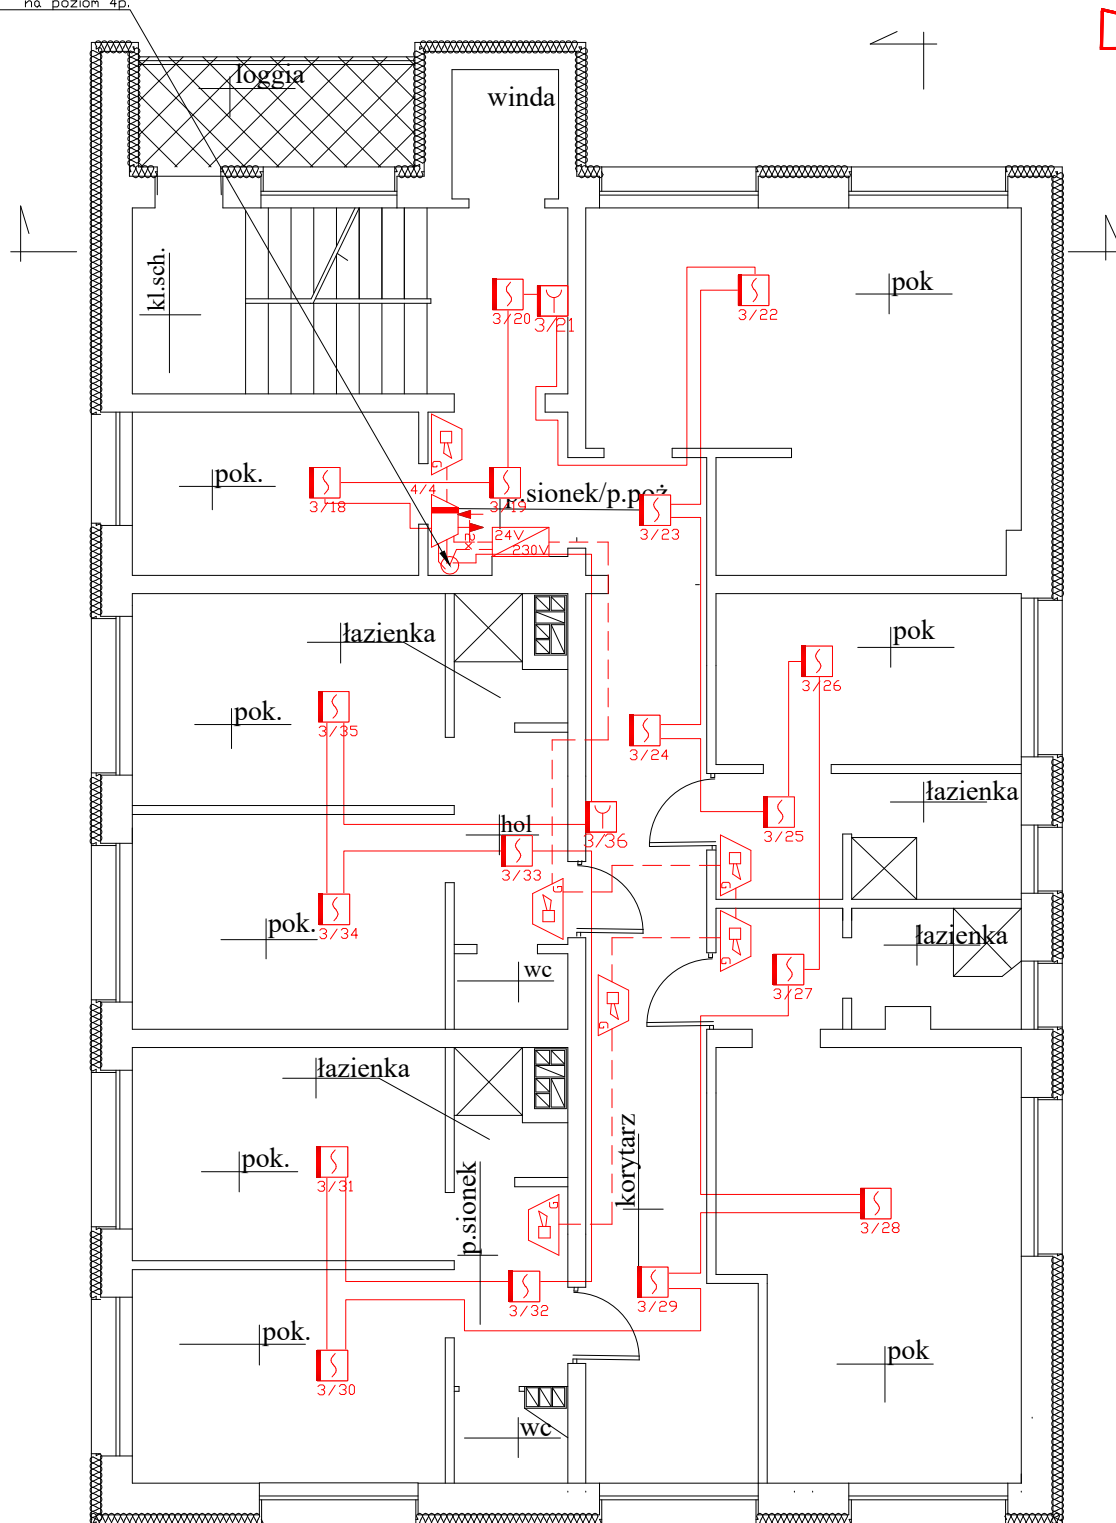 na poziom 4p.
loggia
winda
kl.sch.
pok
3/20
3/21
3/22
G
pok.
4/4
3/18
3/19
p.sionek/p.poż
3/23
24V
230V
łazienka
pok
3/26
pok.
3/35
3/24
łazienka
3/25
hol
3/36
3/33
G
G
pok.
3/34
łazienka
G
wc
3/27
G
łazienka
korytarz
pok.
3/31
p.sionek
G
3/28
3/32
3/29
pok.
pok
3/30
wc